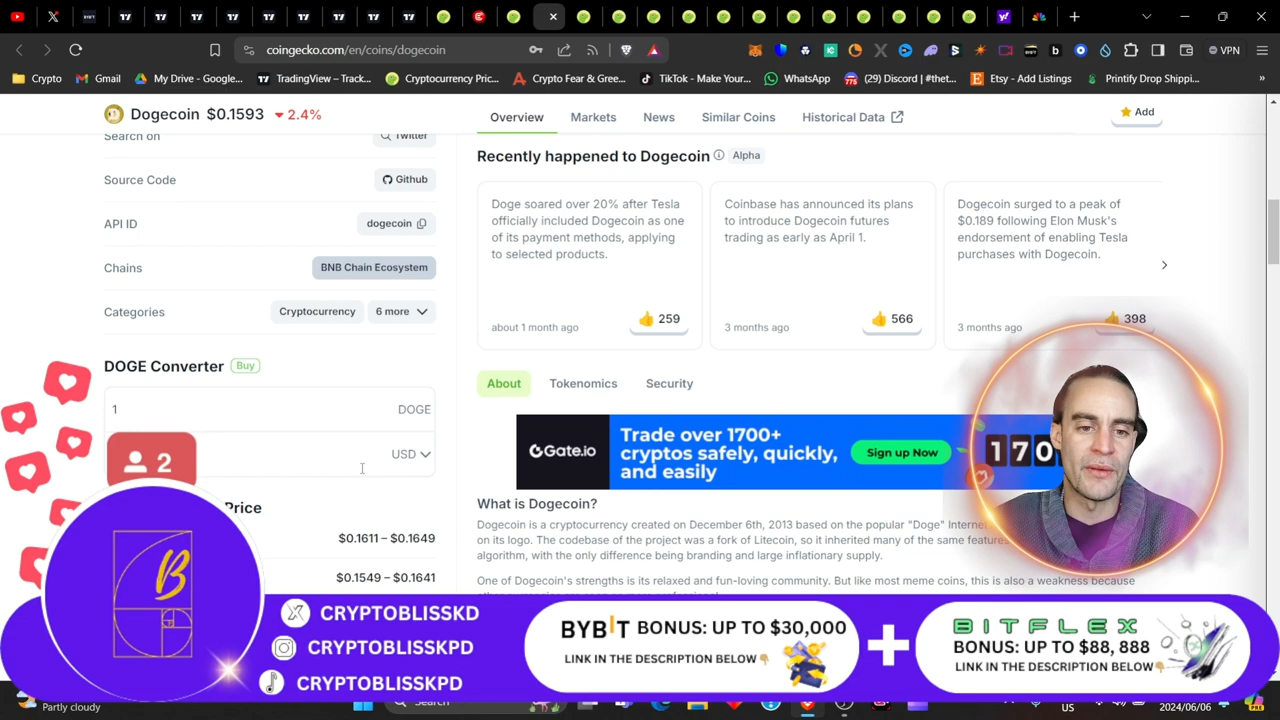 coingecko.com/en/coins/dogecoin
VPN
Crypto
Gmail
My Drive - Google...
TradingView – Track...
Cryptocurrency Pric...
Crypto Fear & Gree...
TikTok - Make Your...
WhatsApp
(29) Discord | #thet...
Etsy - Add Listings
Printify Drop Shippi...
Dogecoin $0.1593 2.4%
Overview
Markets
News
Similar Coins
Historical Data
Add
Search on
Twitter
Source Code
Github
API ID
dogecoin
Chains
BNB Chain Ecosystem
Categories
Cryptocurrency
6 more
DOGE Converter
Buy
1
DOGE
USD
2
Price
$0.1611 – $0.1649
$0.1549 – $0.1641
Recently happened to Dogecoin
Alpha
Doge soared over 20% after Tesla
officially included Dogecoin as one
of its payment methods, applying
to selected products.
about 1 month ago
259
Coinbase has announced its plans
to introduce Dogecoin futures
trading as early as April 1.
3 months ago
566
Dogecoin surged to a peak of
$0.189 following Elon Musk's
endorsement of enabling Tesla
purchases with Dogecoin.
3 months ago
398
About
Tokenomics
Security
Gate.io
Trade over 1700+
cryptos safely, quickly,
and easily
Sign up Now
170
What is Dogecoin?
Dogecoin is a cryptocurrency created on December 6th, 2013 based on the popular "Doge" Interne
on its logo. The codebase of the project was a fork of Litecoin, so it inherited many of the same features
algorithm, with the only difference being branding and large inflationary supply.
One of Dogecoin's strengths is its relaxed and fun-loving community. But like most meme coins, this is also a weakness because
B
CRYPTOBLISSKD
CRYPTOBLISSKPD
CRYPTOBLISSKPD
BYBIT BONUS: UP TO $30,000
LINK IN THE DESCRIPTION BELOW
BITFLEX
BONUS: UP TO $88, 888
LINK IN THE DESCRIPTION BELOW
Partly cloudy
Search
US
2024/06/06